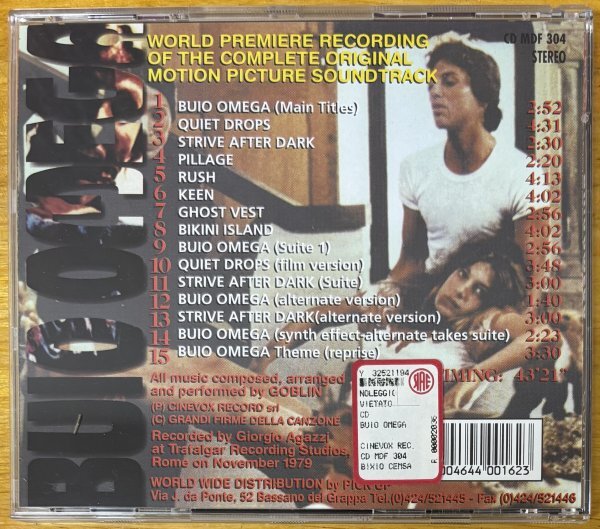 BUIO OMEGA
WORLD PREMIERE RECORDING
OF THE COMPLETE ORIGINAL
MOTION PICTURE SOUNDTRACK
CD MDF 304
STEREO
1 BUIO OMEGA (Main Titles) 2:52
2 QUIET DROPS 4:31
3 STRIVE AFTER DARK 2:30
4 PILLAGE 2:20
5 RUSH 4:13
6 KEEN 4:02
7 GHOST VEST 2:56
8 BIKINI ISLAND 4:02
9 BUIO OMEGA (Suite 1) 2:56
10 QUIET DROPS (film version) 3:48
11 STRIVE AFTER DARK (Suite) 3:00
12 BUIO OMEGA (alternate version) 1:40
13 STRIVE AFTER DARK(alternate version) 3:00
14 BUIO OMEGA (synth effect-alternate takes suite) 2:23
15 BUIO OMEGA Theme (reprise) 3:30
TIMING: 43'21"
All music composed, arranged
and performed by GOBLIN
(P) CINEVOX RECORD srl
(C) GRANDI FIRME DELLA CANZONE
Recorded by Giorgio Agazzi
at Trafalgar Recording Studios,
Rome on November 1979
WORLD WIDE DISTRIBUTION by PICK UP
Via J. da Ponte, 52 Bassano del Grappa Tel.(0)424/521445 - Fax (0)424/521446
Y 32521194
NOLEGGIO
VIETATO
CD
BUIO OMEGA
CINEVOX REC.
CD MDF 304
BIXIO CEMSA
R 00002036
004644 001623